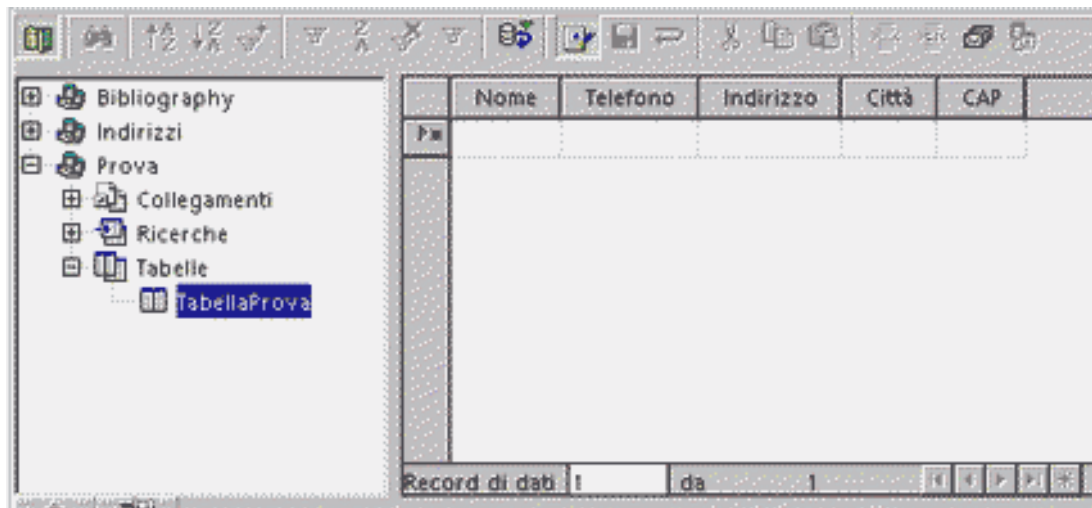 Bibliography
Indirizzi
Prova
Collegamenti
Ricerche
Tabelle
TabellaProva
Nome Telefono Indirizzo Città CAP
Record di dati 1 da 1